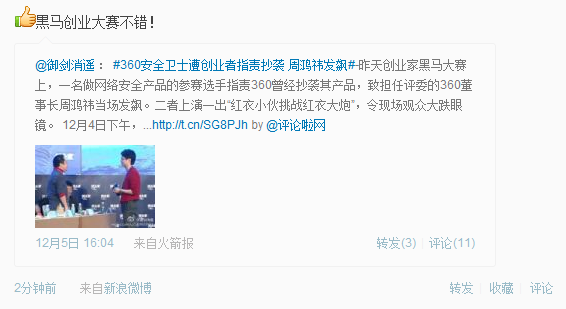 黑马创业大赛不错！
@御剑消遥： #360安全卫士遭创业者指责抄袭 周鸿祎发飙#-昨天创业家黑马大赛
上，一名做网络安全产品的参赛选手指责360曾经抄袭其产品，致担任评委的360董
事长周鸿祎当场发飙。二者上演一出“红衣小伙挑战红衣大炮”，令现场观众大跌眼
镜。 12月4日下午，...http://t.cn/SG8PJh by @评论啦网
12月5日 16:04 来自火箭报 转发(3) | 评论(11)
2分钟前 来自新浪微博 转发 | 收藏 | 评论